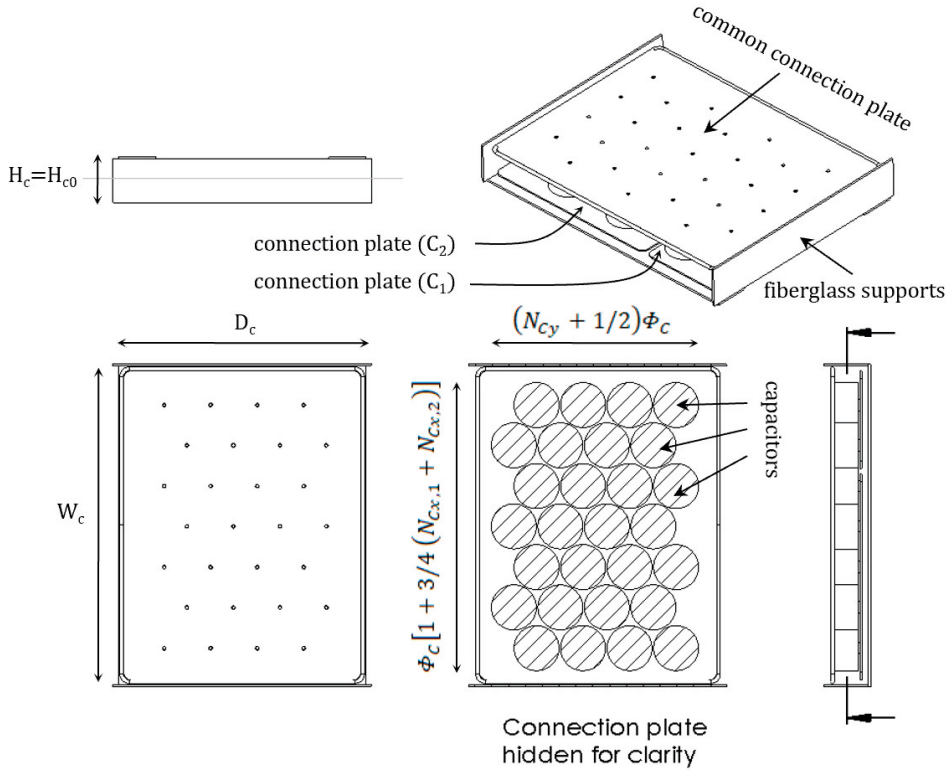 common connection plate
H_c=H_c0
connection plate (C_2)
connection plate (C_1)
fiberglass supports
D_c
(N_Cy + 1/2)Φ_C
W_c
Φ_C[1 + 3/4 (N_Cx,1 + N_Cx,2)]
capacitors
Connection plate
hidden for clarity